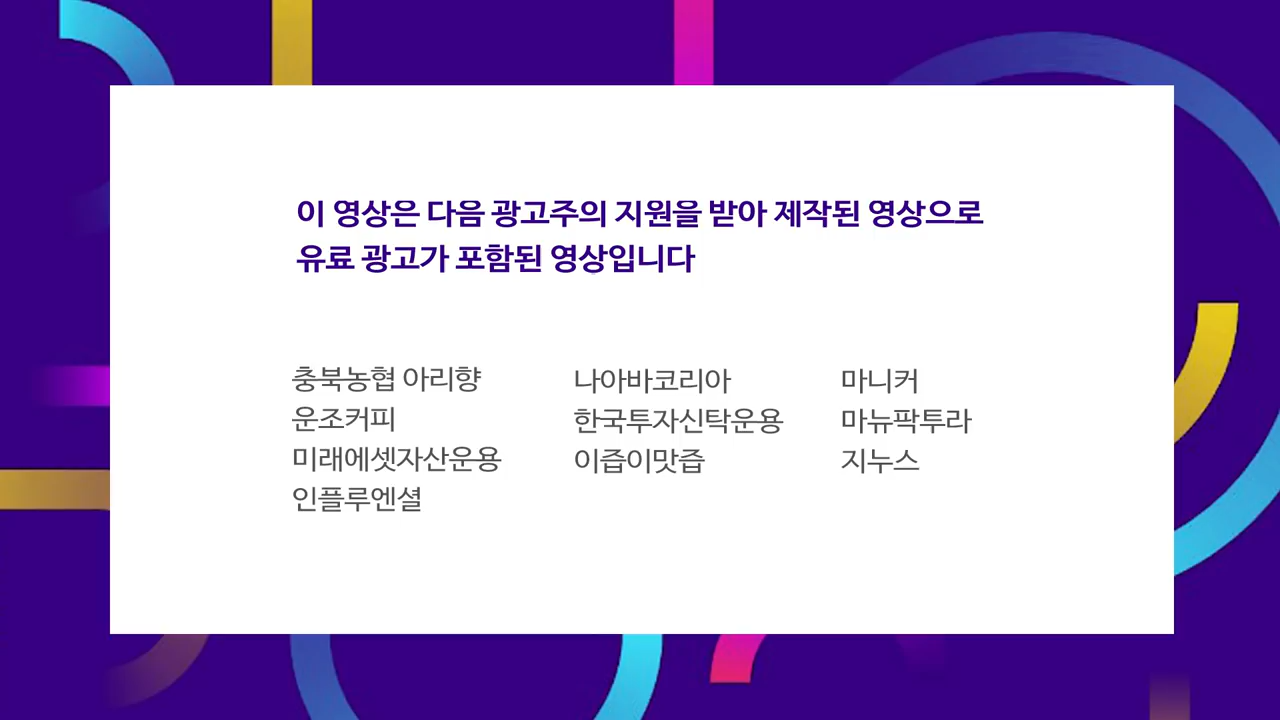 이 영상은 다음 광고주의 지원을 받아 제작된 영상으로
유료 광고가 포함된 영상입니다
충북농협 아리향
운조커피
미래에셋자산운용
인플루엔셜
나아바코리아
한국투자신탁운용
이즙이맛즙
마니커
마뉴팍투라
지누스